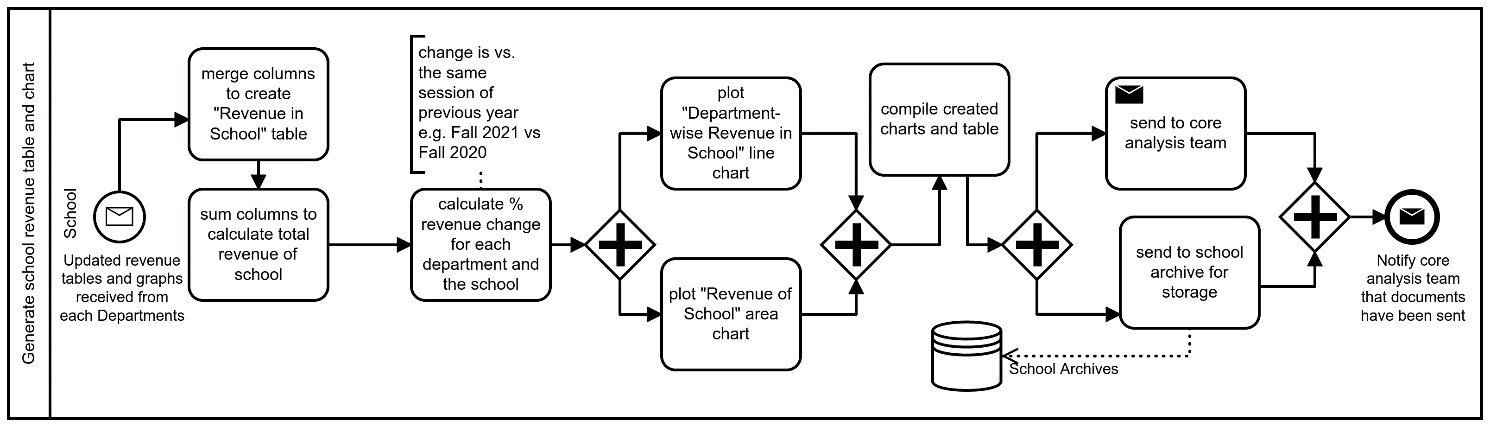 Generate school revenue table and chart
School
Updated revenue
tables and graphs
received from
each Departments
merge columns
to create
"Revenue in
School" table
sum columns to
calculate total
revenue of
school
change is vs.
the same
session of
previous year
e.g. Fall 2021 vs
Fall 2020
calculate %
revenue change
for each
department and
the school
plot
"Department-
wise Revenue in
School" line
chart
plot "Revenue of
School" area
chart
compile created
charts and table
send to core
analysis team
send to school
archive for
storage
School Archives
Notify core
analysis team
that documents
have been sent